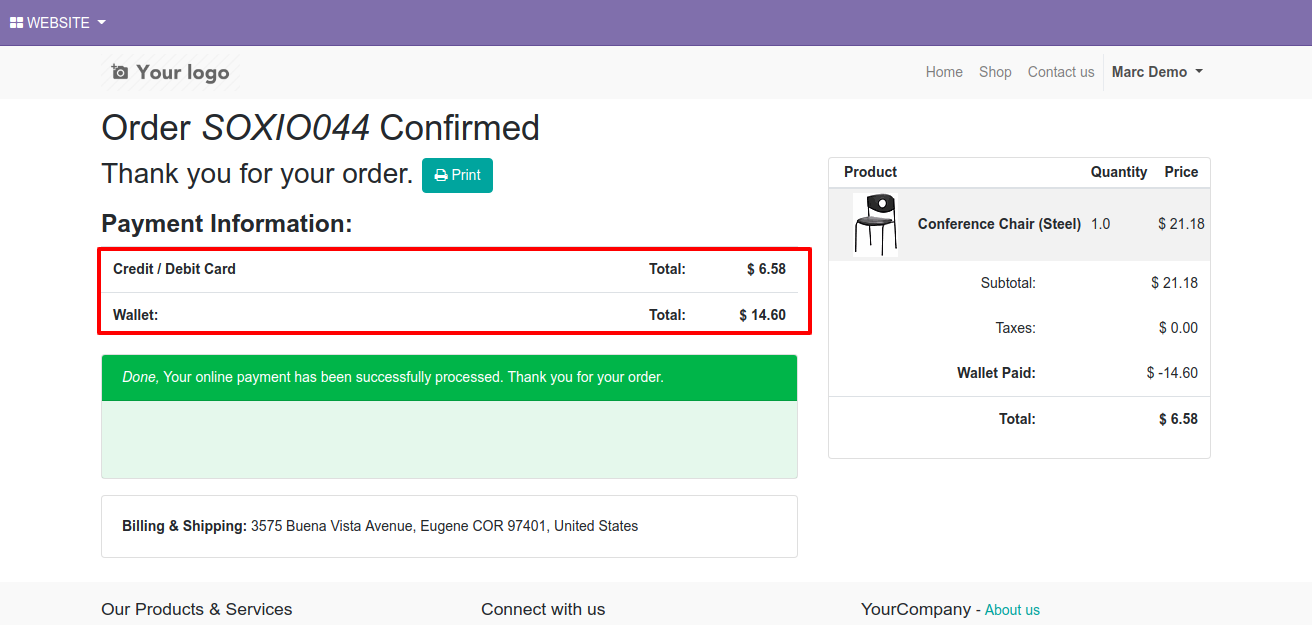 WEBSITE
Your logo
Home Shop Contact us Marc Demo
Order SOXIO044 Confirmed
Thank you for your order. Print
Payment Information:
Credit / Debit Card Total: $ 6.58
Wallet: Total: $ 14.60
Done, Your online payment has been successfully processed. Thank you for your order.
Billing & Shipping: 3575 Buena Vista Avenue, Eugene COR 97401, United States
Product Quantity Price
Conference Chair (Steel) 1.0 $ 21.18
Subtotal: $ 21.18
Taxes: $ 0.00
Wallet Paid: $ -14.60
Total: $ 6.58
Our Products & Services
Connect with us
YourCompany - About us